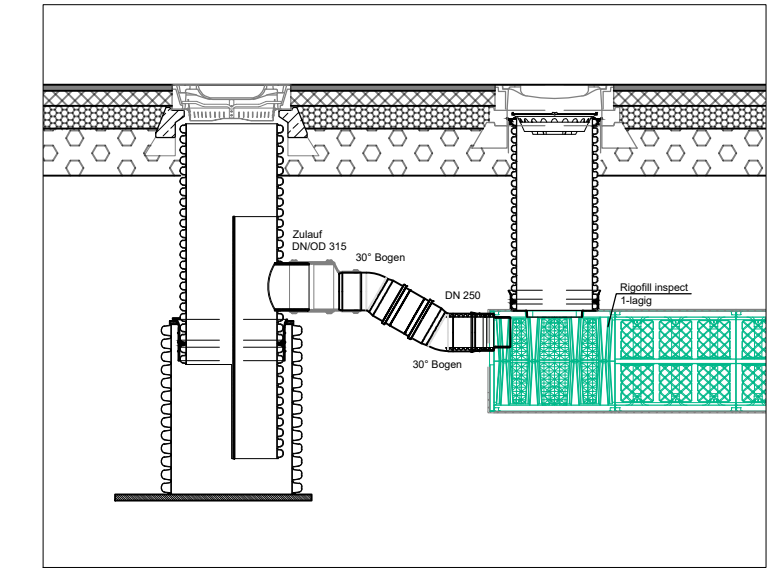 Zulauf
DN/OD 315
30° Bogen
DN 250
30° Bogen
Rigofill inspect
1-lagig